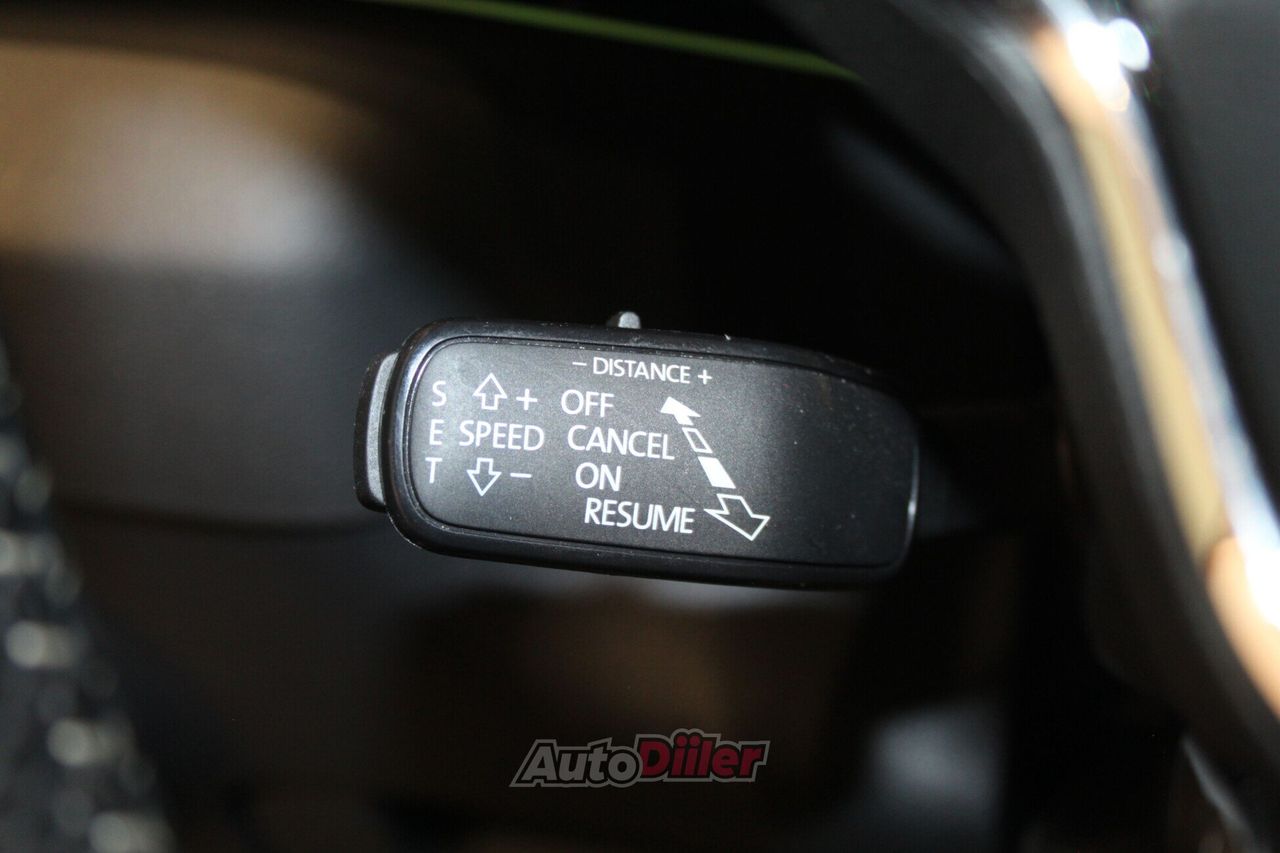 − DISTANCE +
S + OFF
E SPEED CANCEL
T − ON
RESUME
AutoDiiler